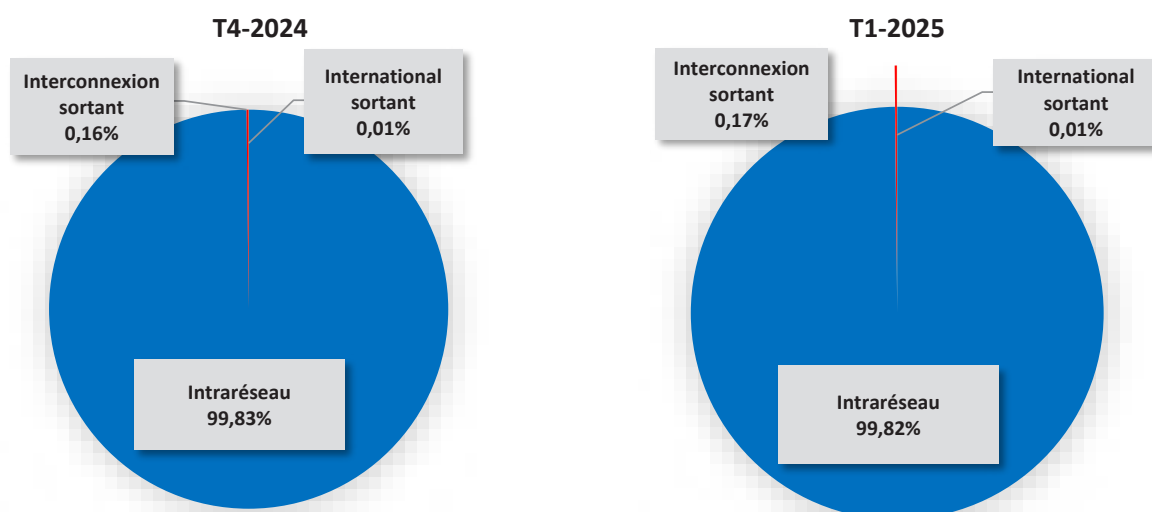 T4-2024
Interconnexion
sortant
0,16%
International
sortant
0,01%
Intraréseau
99,83%
T1-2025
Interconnexion
sortant
0,17%
International
sortant
0,01%
Intraréseau
99,82%